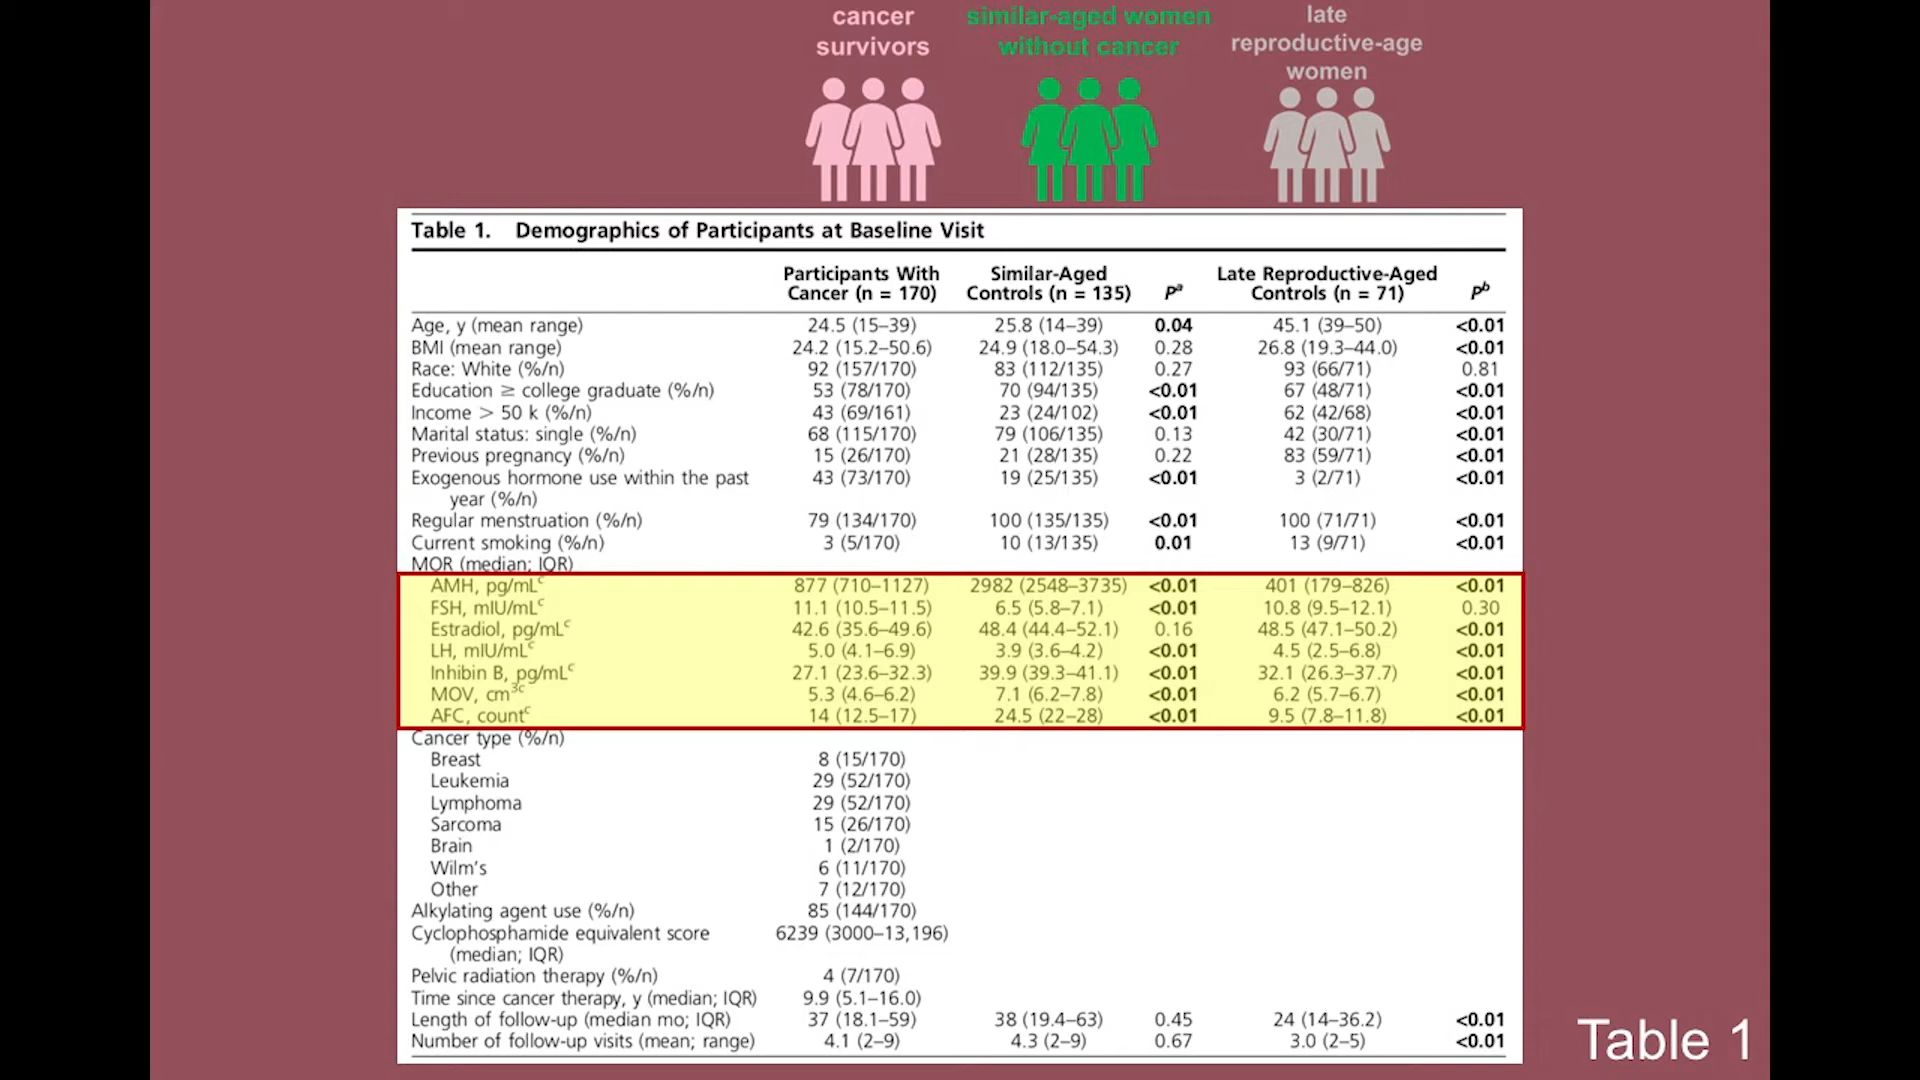 cancer
survivors
similar-aged women
without cancer
late
reproductive-age
women
Table 1. Demographics of Participants at Baseline Visit
Participants With Cancer (n = 170) Similar-Aged Controls (n = 135) Pa Late Reproductive-Aged Controls (n = 71) Pb
Age, y (mean range) 24.5 (15–39) 25.8 (14–39) 0.04 45.1 (39–50) <0.01
BMI (mean range) 24.2 (15.2–50.6) 24.9 (18.0–54.3) 0.28 26.8 (19.3–44.0) <0.01
Race: White (%/n) 92 (157/170) 83 (112/135) 0.27 93 (66/71) 0.81
Education ≥ college graduate (%/n) 53 (78/170) 70 (94/135) <0.01 67 (48/71) <0.01
Income > 50 k (%/n) 43 (69/161) 23 (24/102) <0.01 62 (42/68) <0.01
Marital status: single (%/n) 68 (115/170) 79 (106/135) 0.13 42 (30/71) <0.01
Previous pregnancy (%/n) 15 (26/170) 21 (28/135) 0.22 83 (59/71) <0.01
Exogenous hormone use within the past 43 (73/170) 19 (25/135) <0.01 3 (2/71) <0.01
year (%/n)
Regular menstruation (%/n) 79 (134/170) 100 (135/135) <0.01 100 (71/71) <0.01
Current smoking (%/n) 3 (5/170) 10 (13/135) 0.01 13 (9/71) <0.01
MOR (median; IQR)
AMH, pg/mLc 877 (710–1127) 2982 (2548–3735) <0.01 401 (179–826) <0.01
FSH, mIU/mLc 11.1 (10.5–11.5) 6.5 (5.8–7.1) <0.01 10.8 (9.5–12.1) 0.30
Estradiol, pg/mLc 42.6 (35.6–49.6) 48.4 (44.4–52.1) 0.16 48.5 (47.1–50.2) <0.01
LH, mIU/mLc 5.0 (4.1–6.9) 3.9 (3.6–4.2) <0.01 4.5 (2.5–6.8) <0.01
Inhibin B, pg/mLc 27.1 (23.6–32.3) 39.9 (39.3–41.1) <0.01 32.1 (26.3–37.7) <0.01
MOV, cm3c 5.3 (4.6–6.2) 7.1 (6.2–7.8) <0.01 6.2 (5.7–6.7) <0.01
AFC, countc 14 (12.5–17) 24.5 (22–28) <0.01 9.5 (7.8–11.8) <0.01
Cancer type (%/n)
Breast 8 (15/170)
Leukemia 29 (52/170)
Lymphoma 29 (52/170)
Sarcoma 15 (26/170)
Brain 1 (2/170)
Wilm's 6 (11/170)
Other 7 (12/170)
Alkylating agent use (%/n) 85 (144/170)
Cyclophosphamide equivalent score 6239 (3000–13,196)
(median; IQR)
Pelvic radiation therapy (%/n) 4 (7/170)
Time since cancer therapy, y (median; IQR) 9.9 (5.1–16.0)
Length of follow-up (median mo; IQR) 37 (18.1–59) 38 (19.4–63) 0.45 24 (14–36.2) <0.01
Number of follow-up visits (mean; range) 4.1 (2–9) 4.3 (2–9) 0.67 3.0 (2–5) <0.01
Table 1